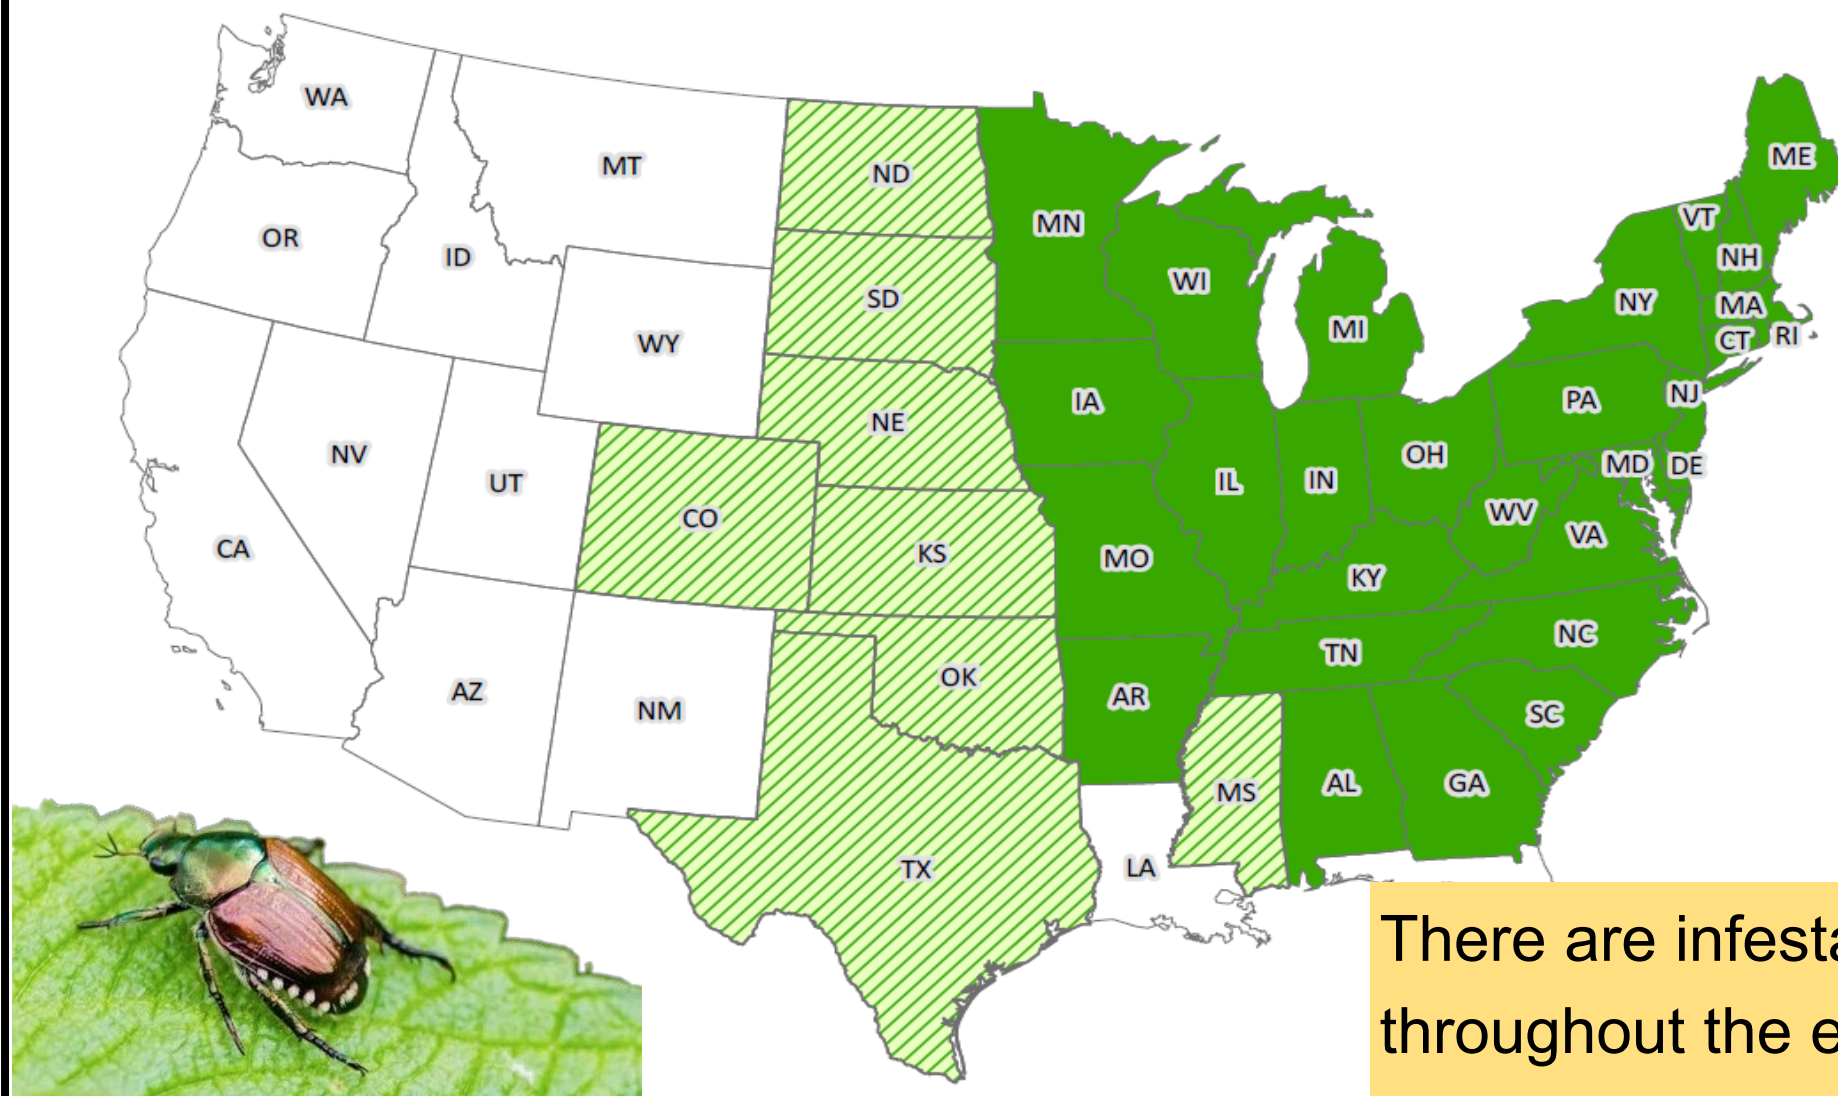 WA
MT
ND
MN
ME
VT
NH
OR
ID
SD
WI
MI
NY
MA
CT
RI
WY
IA
PA
NJ
NE
NV
UT
CO
IL
IN
OH
MD
DE
WV
VA
CA
KS
MO
KY
NC
TN
AZ
NM
OK
AR
SC
MS
AL
GA
TX
LA
There are infesta
throughout the e